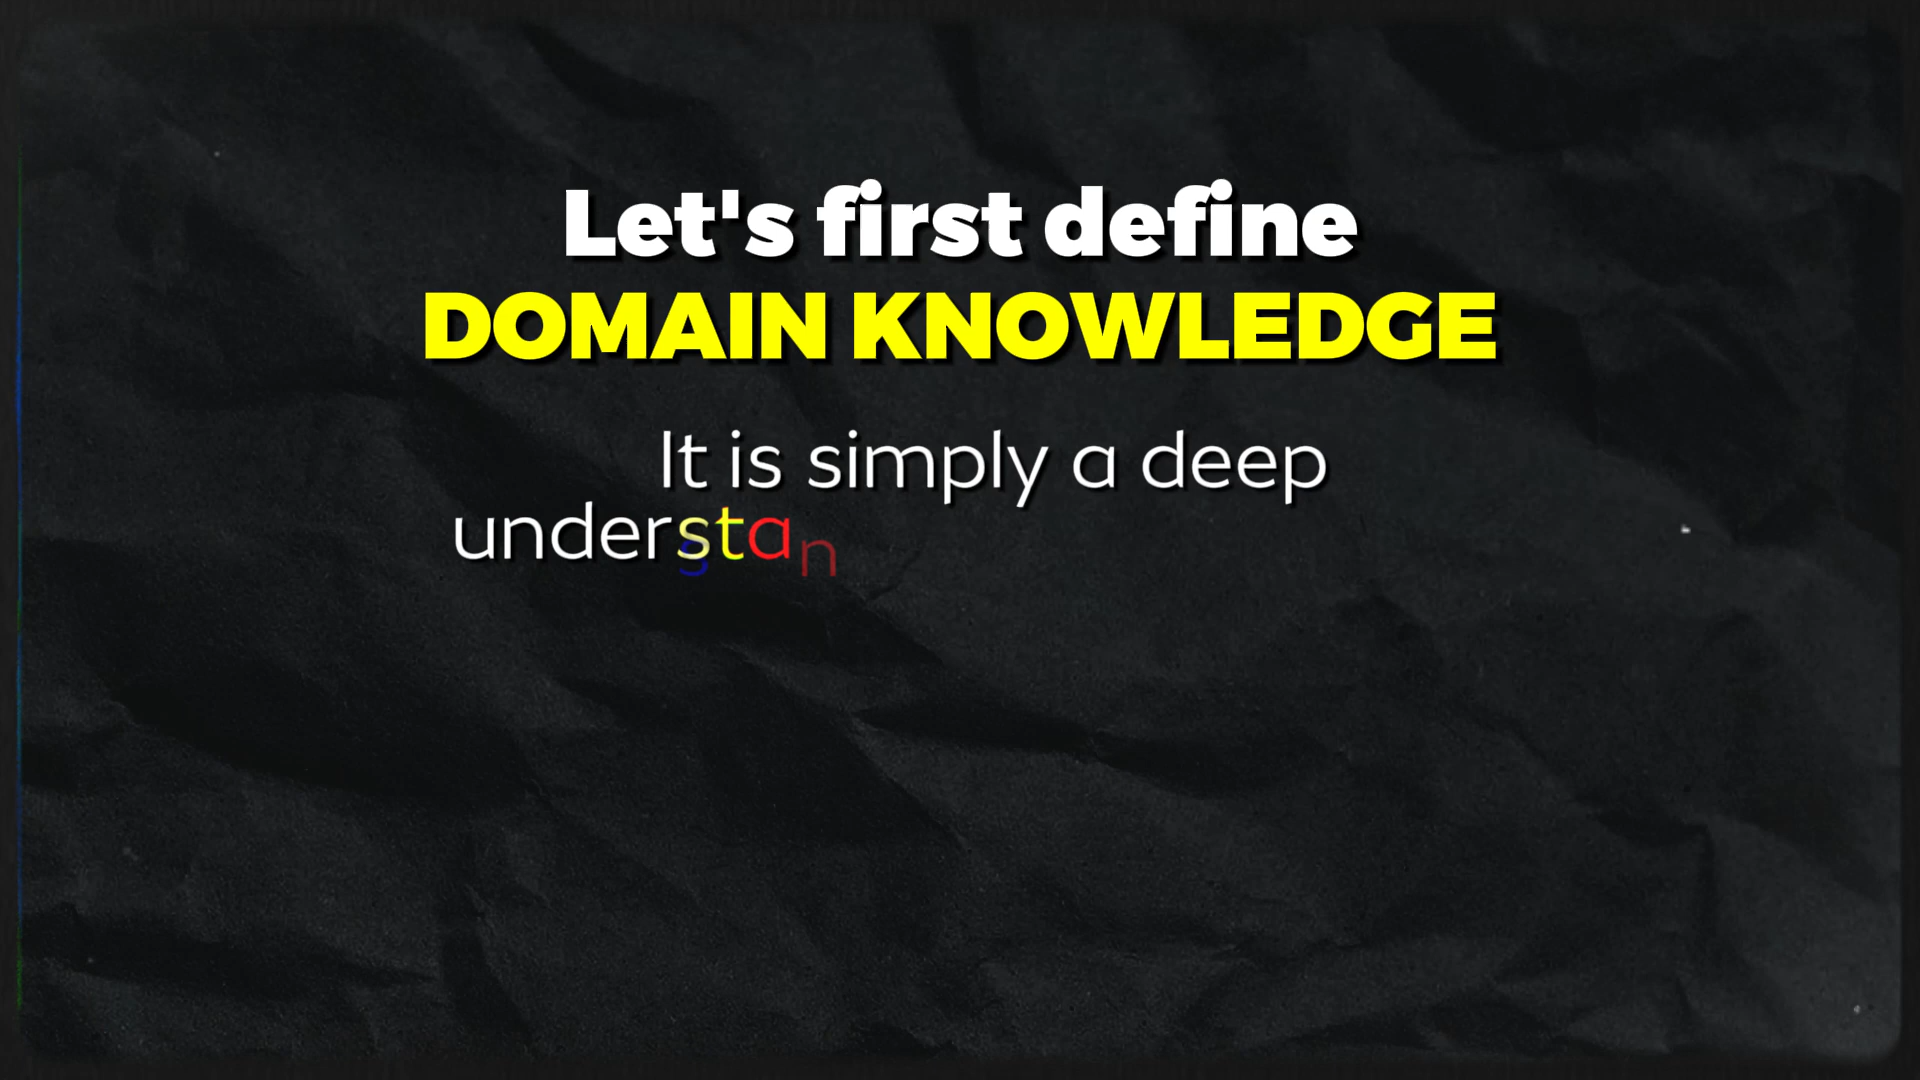 Let's first define
DOMAIN KNOWLEDGE
It is simply a deep
understan